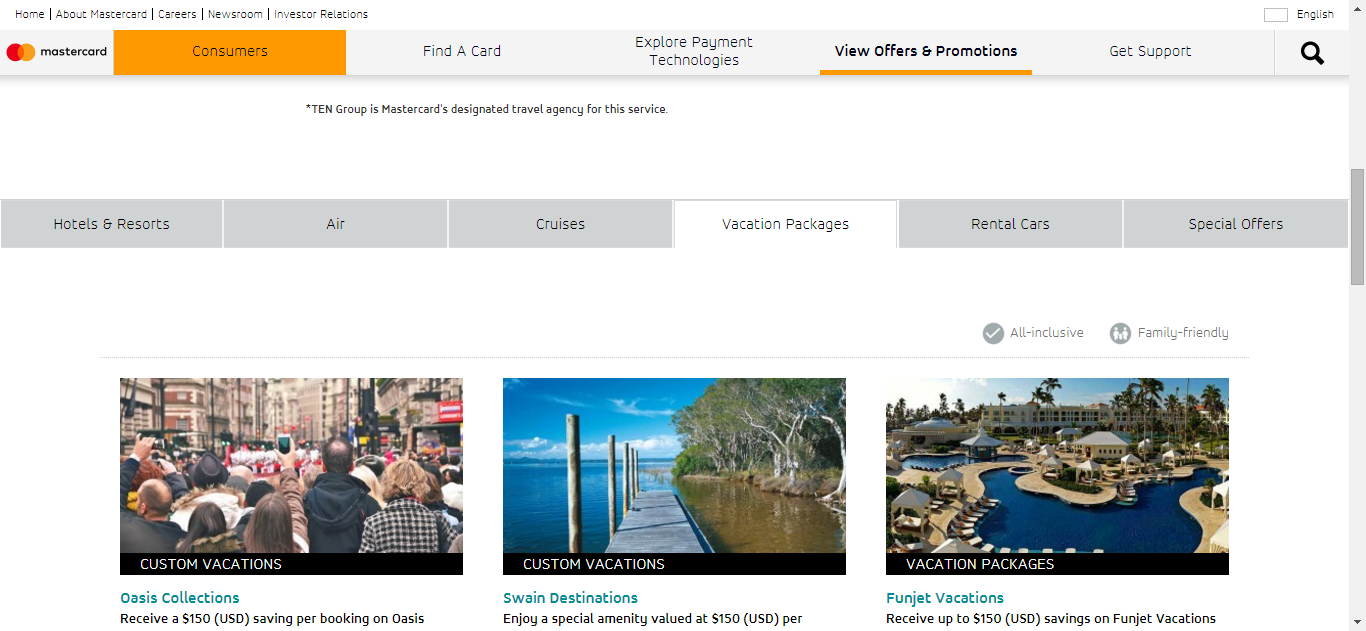 Home | About Mastercard | Careers | Newsroom | Investor Relations
English
mastercard
Consumers
Find A Card
Explore Payment
Technologies
View Offers & Promotions
Get Support
*TEN Group is Mastercard's designated travel agency for this service.
Hotels & Resorts
Air
Cruises
Vacation Packages
Rental Cars
Special Offers
All-inclusive
Family-friendly
CUSTOM VACATIONS
CUSTOM VACATIONS
VACATION PACKAGES
Oasis Collections
Receive a $150 (USD) saving per booking on Oasis
Swain Destinations
Enjoy a special amenity valued at $150 (USD) per
Funjet Vacations
Receive up to $150 (USD) savings on Funjet Vacations